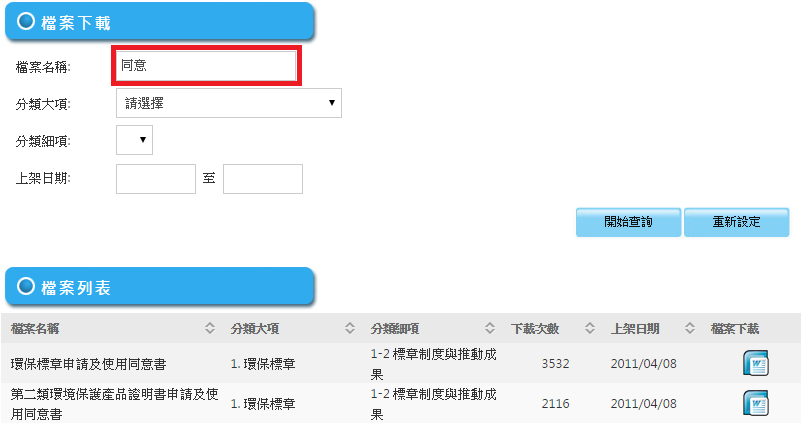 檔案下載
檔案名稱:
同意
分類大項:
請選擇
分類細項:
上架日期:
至
開始查詢
重新設定
檔案列表
檔案名稱
分類大項
分類細項
下載次數
上架日期
檔案下載
環保標章申請及使用同意書
1. 環保標章
1-2 標章制度與推動成
果
3532
2011/04/08
第二類環境保護產品證明書申請及使
用同意書
1. 環保標章
1-2 標章制度與推動成
果
2116
2011/04/08